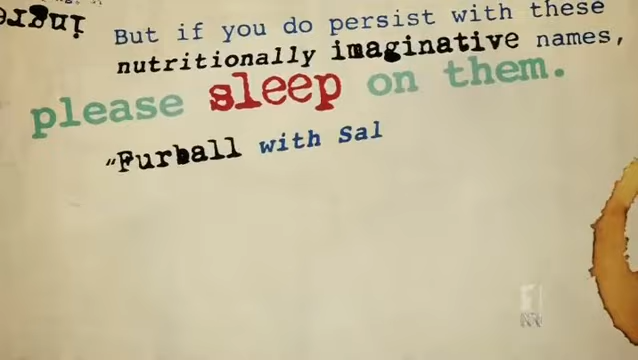 But if you do persist with these
nutritionally imaginative names,
please sleep on them.
"Furball with Sal